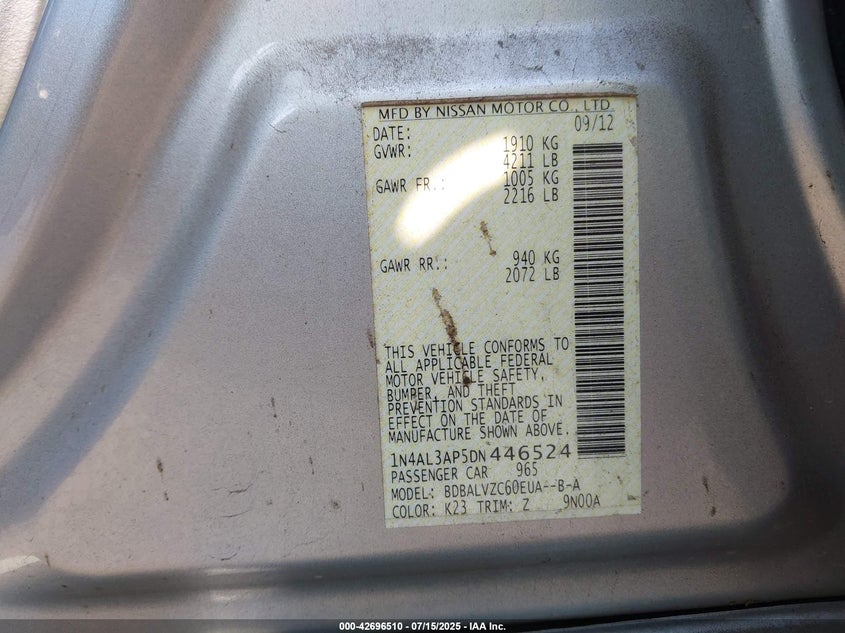 MFD BY NISSAN MOTOR CO., LTD
DATE: 09/12
GVWR: 1910 KG
4211 LB
GAWR FR.: 1005 KG
2216 LB
GAWR RR.: 940 KG
2072 LB
THIS VEHICLE CONFORMS TO
ALL APPLICABLE FEDERAL
MOTOR VEHICLE SAFETY,
BUMPER, AND THEFT
PREVENTION STANDARDS IN
EFFECT ON THE DATE OF
MANUFACTURE SHOWN ABOVE.
1N4AL3AP5DN446524
PASSENGER CAR 965
MODEL: BDBALVZC60EUA--B-A
COLOR: K23 TRIM: Z 9N00A
000-42696510 - 07/15/2025 - IAA Inc.